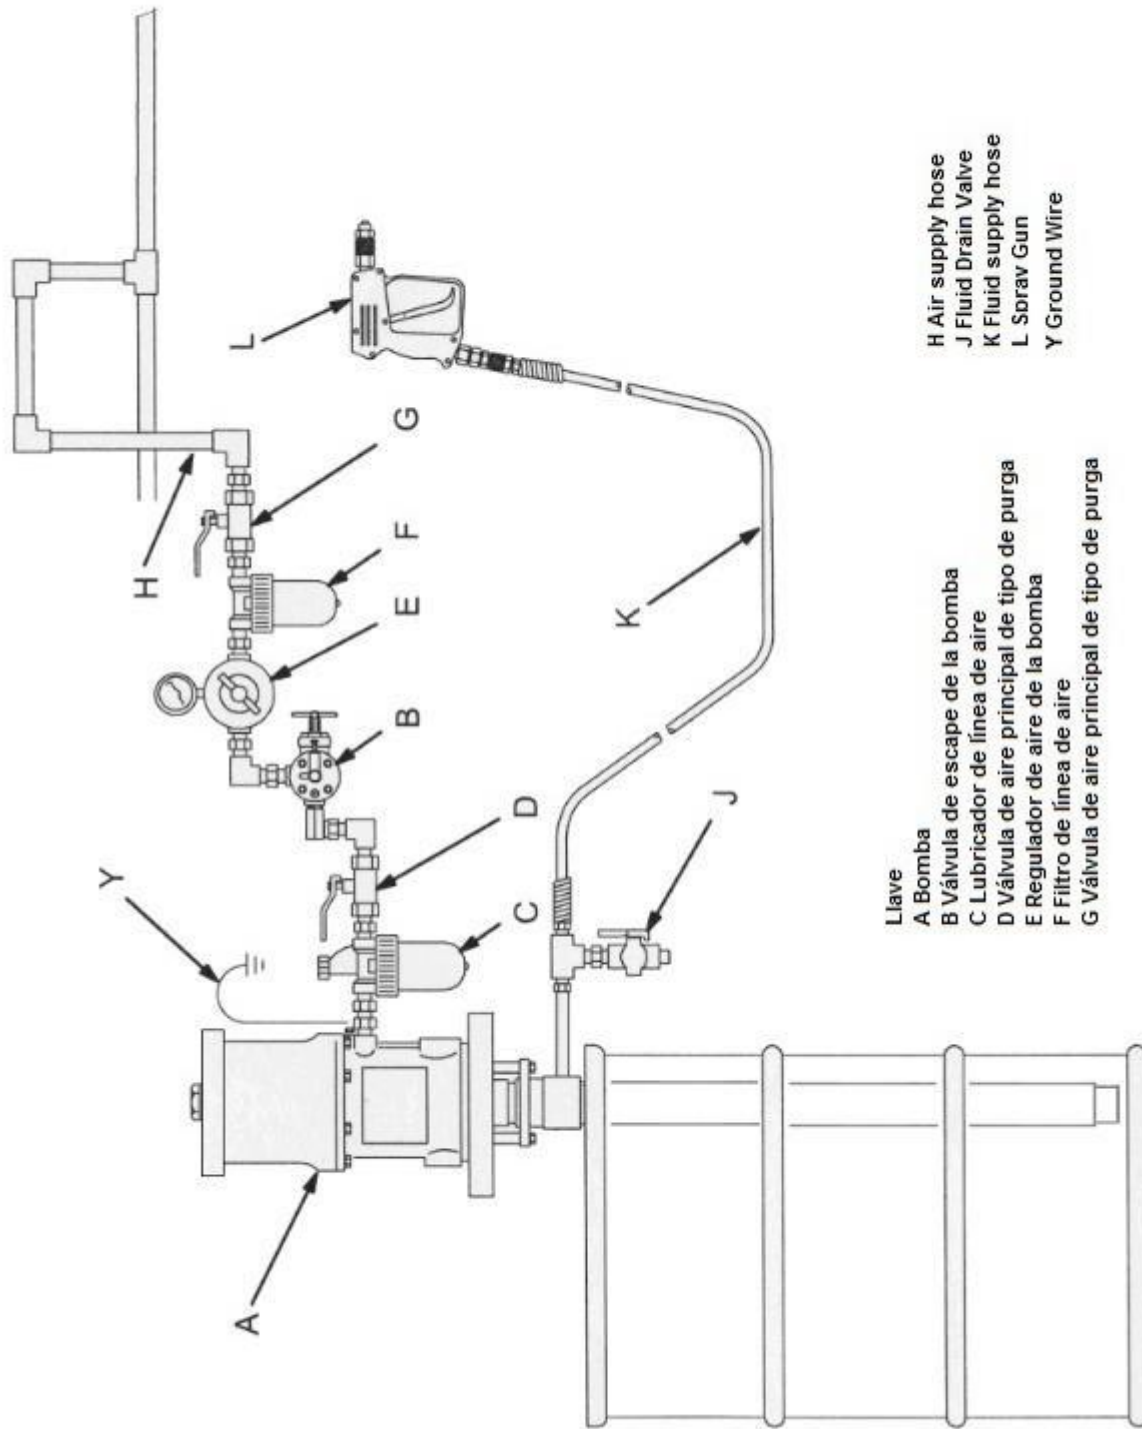 Y
H
A
L
B
E
F
G
C
D
K
J
Llave
A Bomba
B Válvula de escape de la bomba
C Lubricador de línea de aire
D Válvula de aire principal de tipo de purga
E Regulador de aire de la bomba
F Filtro de línea de aire
G Válvula de aire principal de tipo de purga
H Air supply hose
J Fluid Drain Valve
K Fluid supply hose
L Sprav Gun
Y Ground Wire